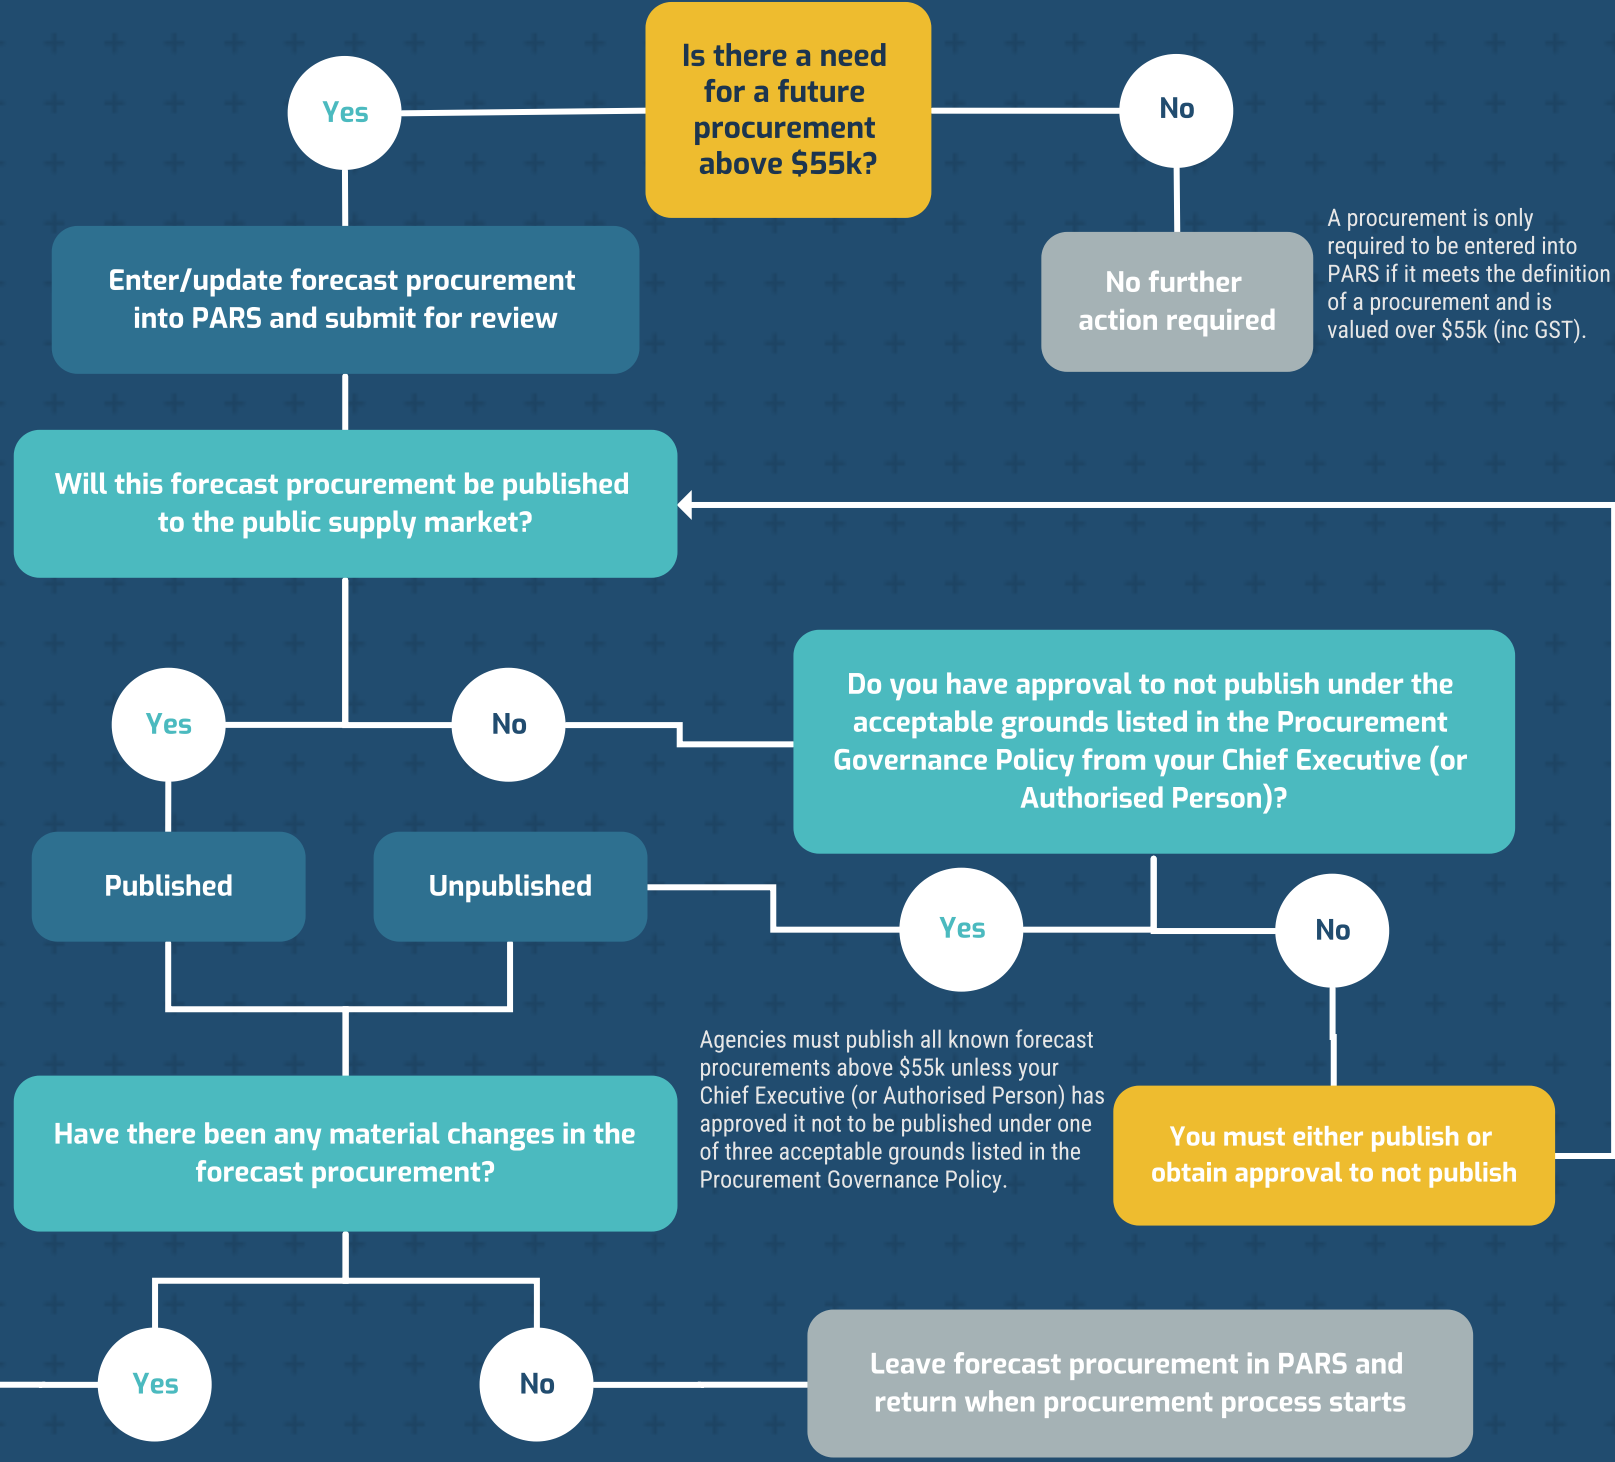 Is there a need
for a future
procurement
above $55k?
Yes
No
Enter/update forecast procurement
into PARS and submit for review
No further
action required
A procurement is only
required to be entered into
PARS if it meets the definition
of a procurement and is
valued over $55k (inc GST).
Will this forecast procurement be published
to the public supply market?
Yes
No
Do you have approval to not publish under the
acceptable grounds listed in the Procurement
Governance Policy from your Chief Executive (or
Authorised Person)?
Published
Unpublished
Yes
No
Agencies must publish all known forecast
procurements above $55k unless your
Chief Executive (or Authorised Person) has
approved it not to be published under one
of three acceptable grounds listed in the
Procurement Governance Policy.
You must either publish or
obtain approval to not publish
Have there been any material changes in the
forecast procurement?
Yes
No
Leave forecast procurement in PARS and
return when procurement process starts